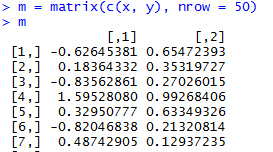 > m = matrix(c(x, y), nrow = 50)
> m
[,1] [,2]
[1,] -0.62645381 0.65472393
[2,] 0.18364332 0.35319727
[3,] -0.83562861 0.27026015
[4,] 1.59528080 0.99268406
[5,] 0.32950777 0.63349326
[6,] -0.82046838 0.21320814
[7,] 0.48742905 0.12937235